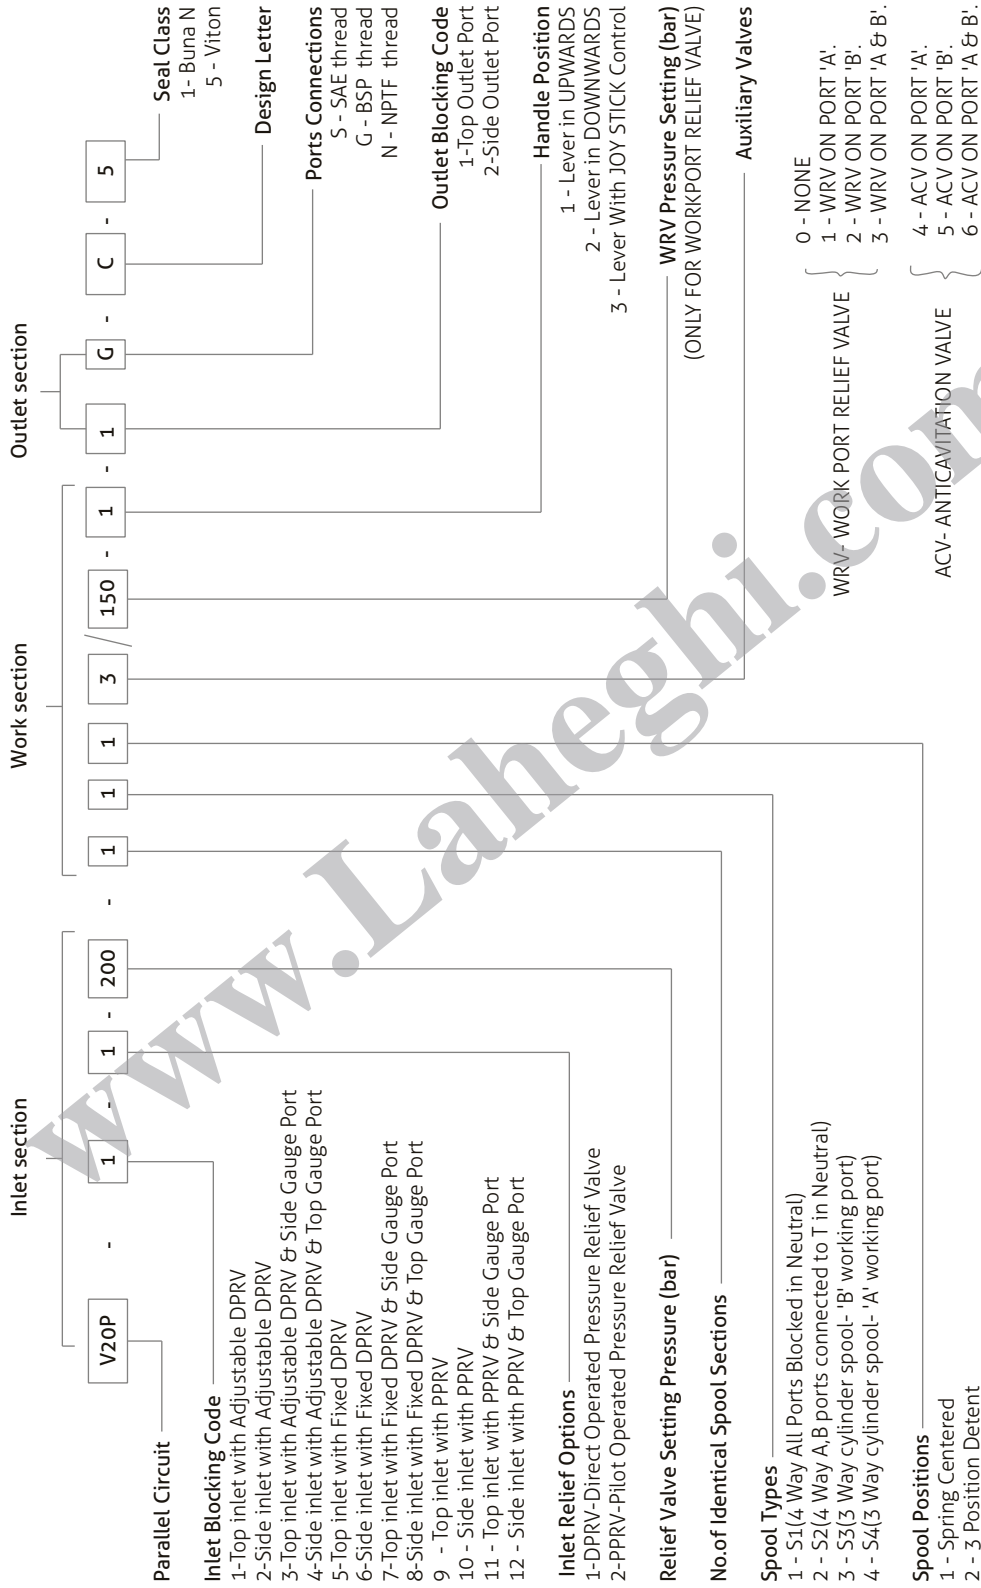 Inlet section
Work section
Outlet section
V20P - 1 - 1 - 200 - 1 1 1 3 / 150 - 1 - 1 - G - C - 5
Parallel Circuit
Inlet Blocking Code
1-Top inlet with Adjustable DPRV
2-Side inlet with Adjustable DPRV
3-Top inlet with Adjustable DPRV & Side Gauge Port
4-Side inlet with Adjustable DPRV & Top Gauge Port
5-Top inlet with Fixed DPRV
6-Side inlet with Fixed DPRV
7-Top inlet with Fixed DPRV & Side Gauge Port
8-Side inlet with Fixed DPRV & Top Gauge Port
9 - Top inlet with PPRV
10 - Side inlet with PPRV
11 - Top inlet with PPRV & Side Gauge Port
12 - Side inlet with PPRV & Top Gauge Port
Inlet Relief Options
1-DPRV-Direct Operated Pressure Relief Valve
2-PPRV-Pilot Operated Pressure Relief Valve
Relief Valve Setting Pressure (bar)
No.of Identical Spool Sections
Spool Types
1 - S1(4 Way All Ports Blocked in Neutral)
2 - S2(4 Way A,B ports connected to T in Neutral)
3 - S3(3 Way cylinder spool- 'B' working port)
4 - S4(3 Way cylinder spool- 'A' working port)
Spool Positions
1 - Spring Centered
2 - 3 Position Detent
Seal Class
1- Buna N
5 - Viton
Design Letter
Ports Connections
S - SAE thread
G - BSP thread
N - NPTF thread
Outlet Blocking Code
1-Top Outlet Port
2-Side Outlet Port
Handle Position
1 - Lever in UPWARDS
2 - Lever in DOWNWARDS
3 - Lever With JOY STICK Control
WRV Pressure Setting (bar)
(ONLY FOR WORKPORT RELIEF VALVE)
Auxiliary Valves
0 - NONE
WRV- WORK PORT RELIEF VALVE
1 - WRV ON PORT 'A'.
2 - WRV ON PORT 'B'.
3 - WRV ON PORT 'A & B'.
ACV- ANTICAVITATION VALVE
4 - ACV ON PORT 'A'.
5 - ACV ON PORT 'B'.
6 - ACV ON PORT 'A & B'.
www.Laheghi.com